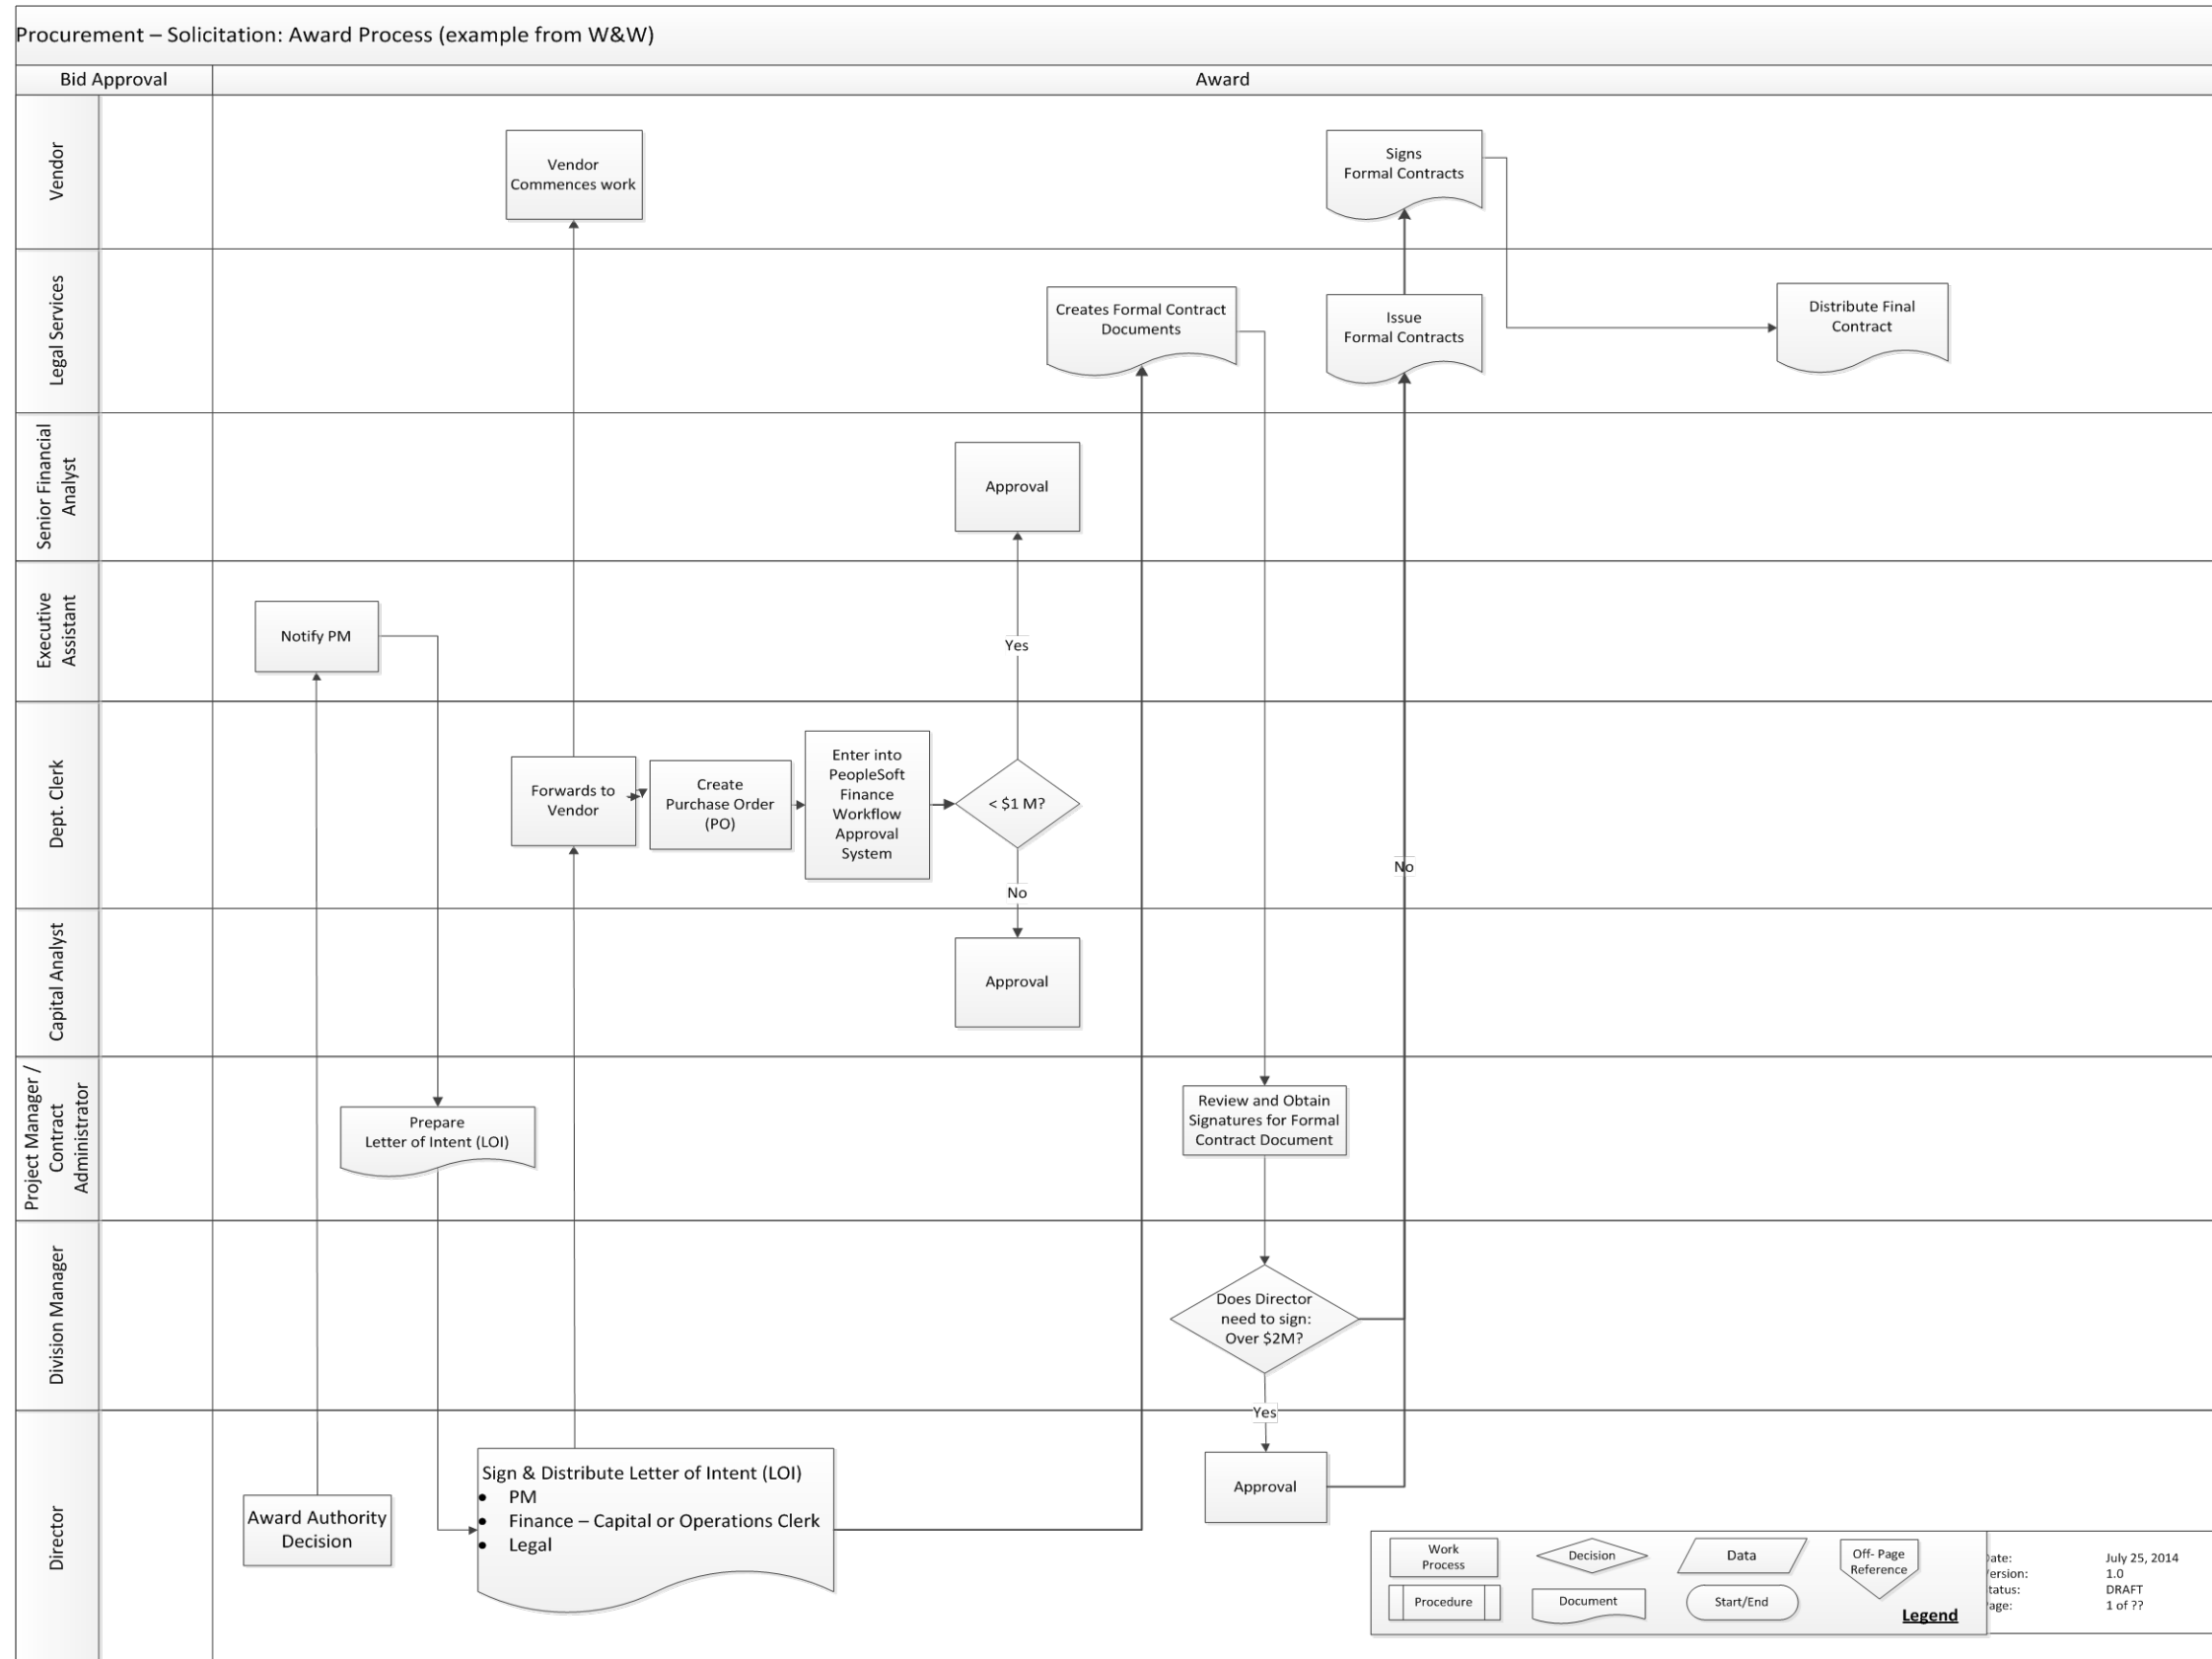 Procurement – Solicitation: Award Process (example from W&W)
Bid Approval
Award
Vendor
Vendor
Commences work
Signs
Formal Contracts
Legal Services
Creates Formal Contract
Documents
Issue
Formal Contracts
Distribute Final
Contract
Senior Financial
Analyst
Approval
Executive
Assistant
Notify PM
Yes
Dept. Clerk
Forwards to
Vendor
Create
Purchase Order
(PO)
Enter into
PeopleSoft
Finance
Workflow
Approval
System
< $1 M?
No
No
Capital Analyst
Approval
Project Manager /
Contract
Administrator
Prepare
Letter of Intent (LOI)
Review and Obtain
Signatures for Formal
Contract Document
Division Manager
Does Director
need to sign:
Over $2M?
Yes
Director
Award Authority
Decision
Sign & Distribute Letter of Intent (LOI)
• PM
• Finance – Capital or Operations Clerk
• Legal
Approval
Work
Process
Decision
Data
Off- Page
Reference
Procedure
Document
Start/End
Legend
ate: July 25, 2014
ersion: 1.0
tatus: DRAFT
age: 1 of ??